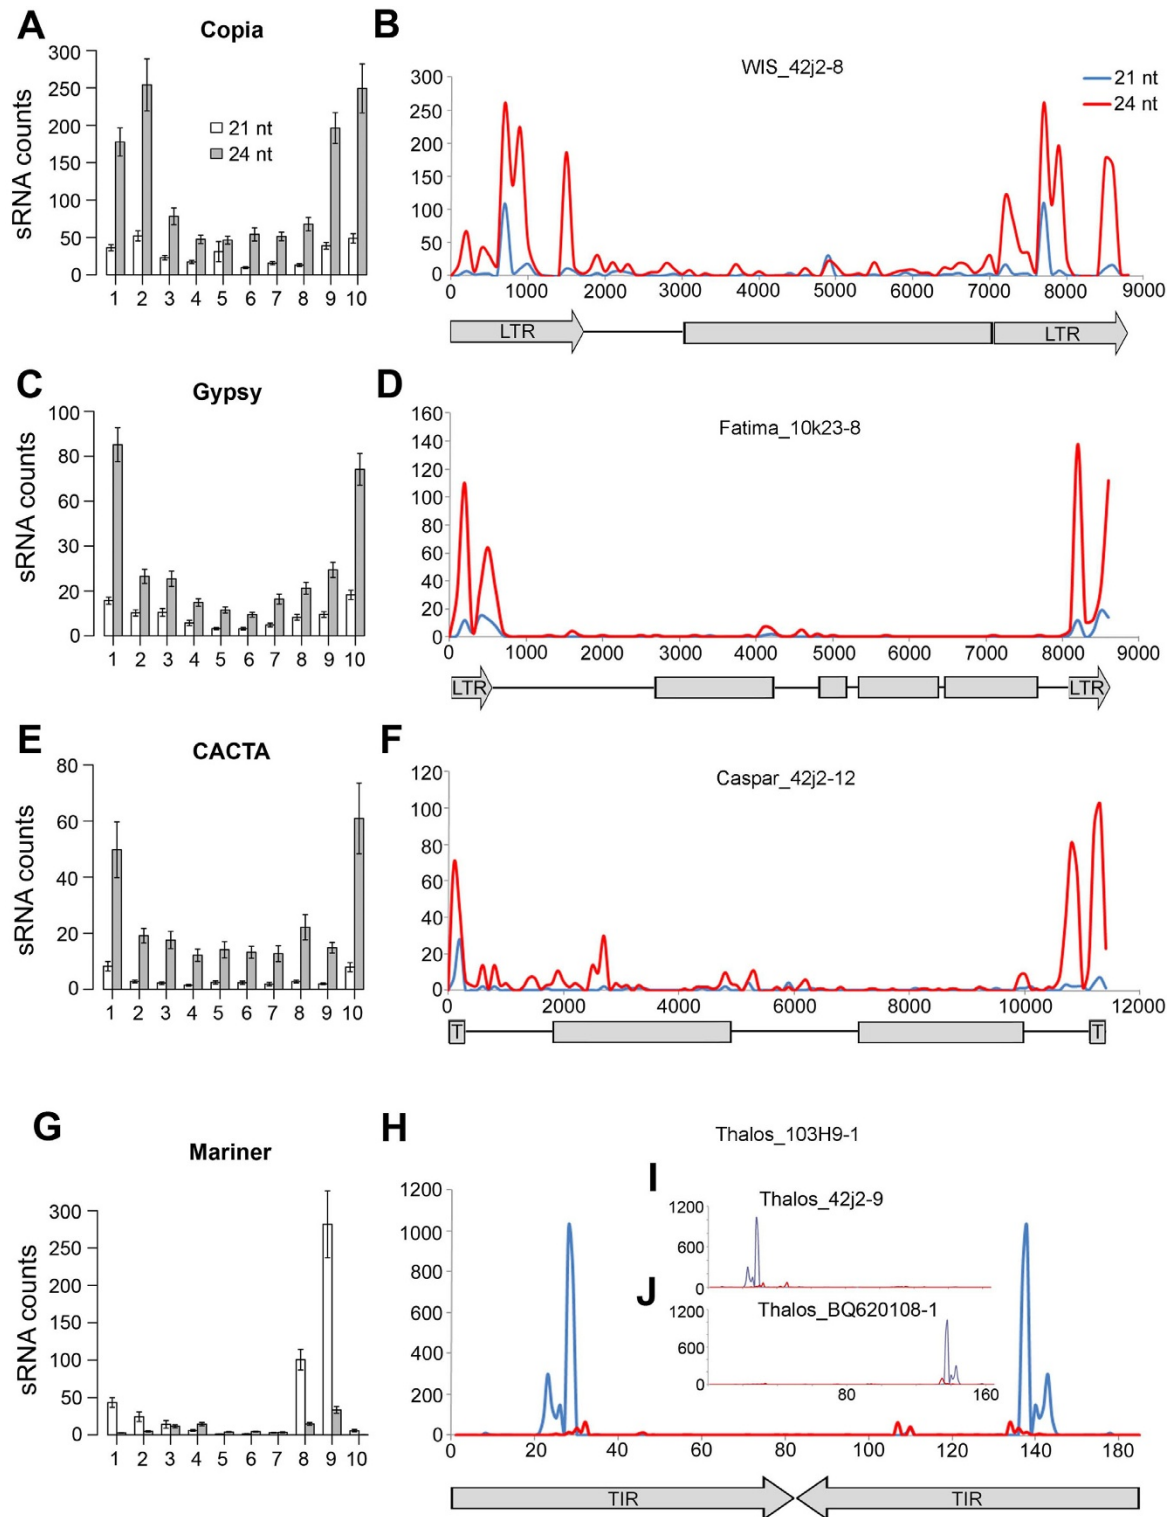 A
Copia
sRNA counts
300
250
200
150
100
50
0
21 nt
24 nt
1 2 3 4 5 6 7 8 9 10
B
WIS_42j2-8
21 nt
24 nt
300
250
200
150
100
50
0
0 1000 2000 3000 4000 5000 6000 7000 8000 9000
LTR LTR
C
Gypsy
sRNA counts
100
80
60
30
20
0
1 2 3 4 5 6 7 8 9 10
D
Fatima_10k23-8
160
140
120
100
80
60
40
20
0
0 1000 2000 3000 4000 5000 6000 7000 8000 9000
LTR LTR
E
CACTA
sRNA counts
80
60
40
20
0
1 2 3 4 5 6 7 8 9 10
F
Caspar_42j2-12
120
100
80
60
40
20
0
0 2000 4000 6000 8000 10000 12000
T T
G
Mariner
sRNA counts
300
250
200
150
100
50
0
1 2 3 4 5 6 7 8 9 10
H
Thalos_103H9-1
1200
1000
800
600
400
200
0
0 20 40 60 80 100 120 140 180
TIR TIR
I
Thalos_42j2-9
1200
600
0
J
Thalos_BQ620108-1
1200
600
0
80 160